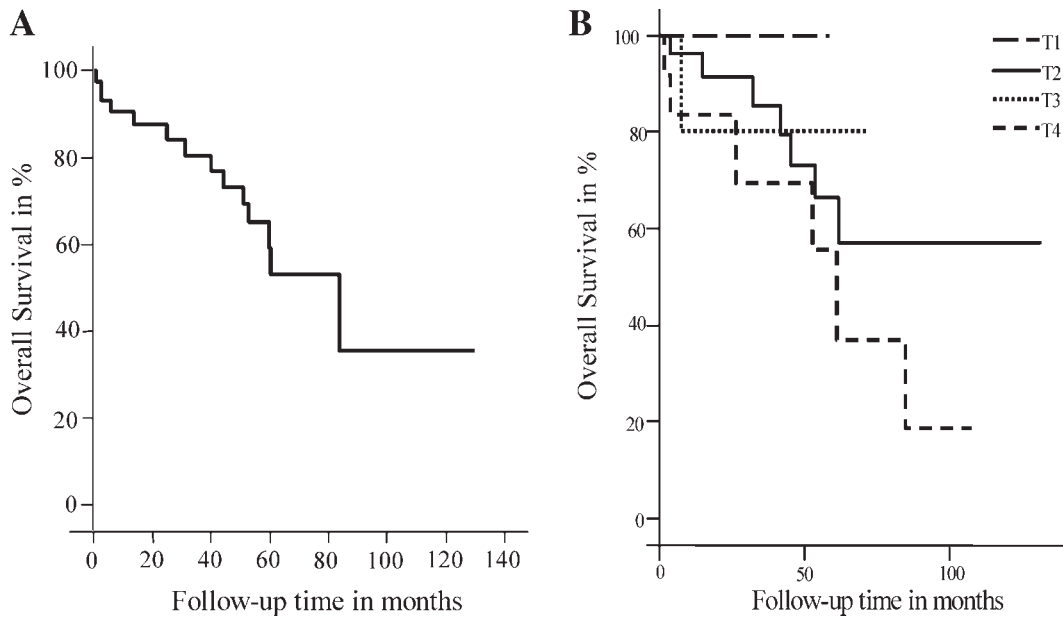 A
Overall Survival in %
100
80
60
40
20
0
0 20 40 60 80 100 120 140
Follow-up time in months
B
Overall Survival in %
100
80
60
40
20
0
0 50 100
Follow-up time in months
T1
T2
T3
T4